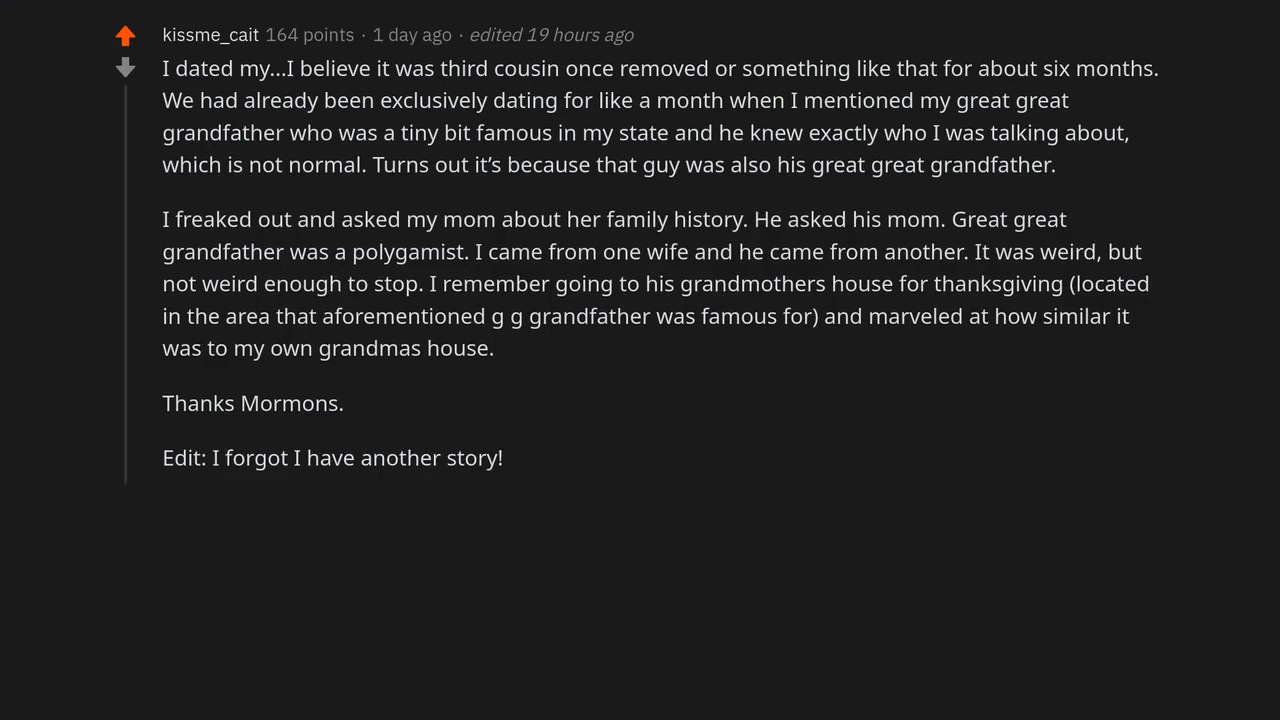 kissme_cait 164 points · 1 day ago · edited 19 hours ago
I dated my...I believe it was third cousin once removed or something like that for about six months.
We had already been exclusively dating for like a month when I mentioned my great great
grandfather who was a tiny bit famous in my state and he knew exactly who I was talking about,
which is not normal. Turns out it’s because that guy was also his great great grandfather.
I freaked out and asked my mom about her family history. He asked his mom. Great great
grandfather was a polygamist. I came from one wife and he came from another. It was weird, but
not weird enough to stop. I remember going to his grandmothers house for thanksgiving (located
in the area that aforementioned g g grandfather was famous for) and marveled at how similar it
was to my own grandmas house.
Thanks Mormons.
Edit: I forgot I have another story!